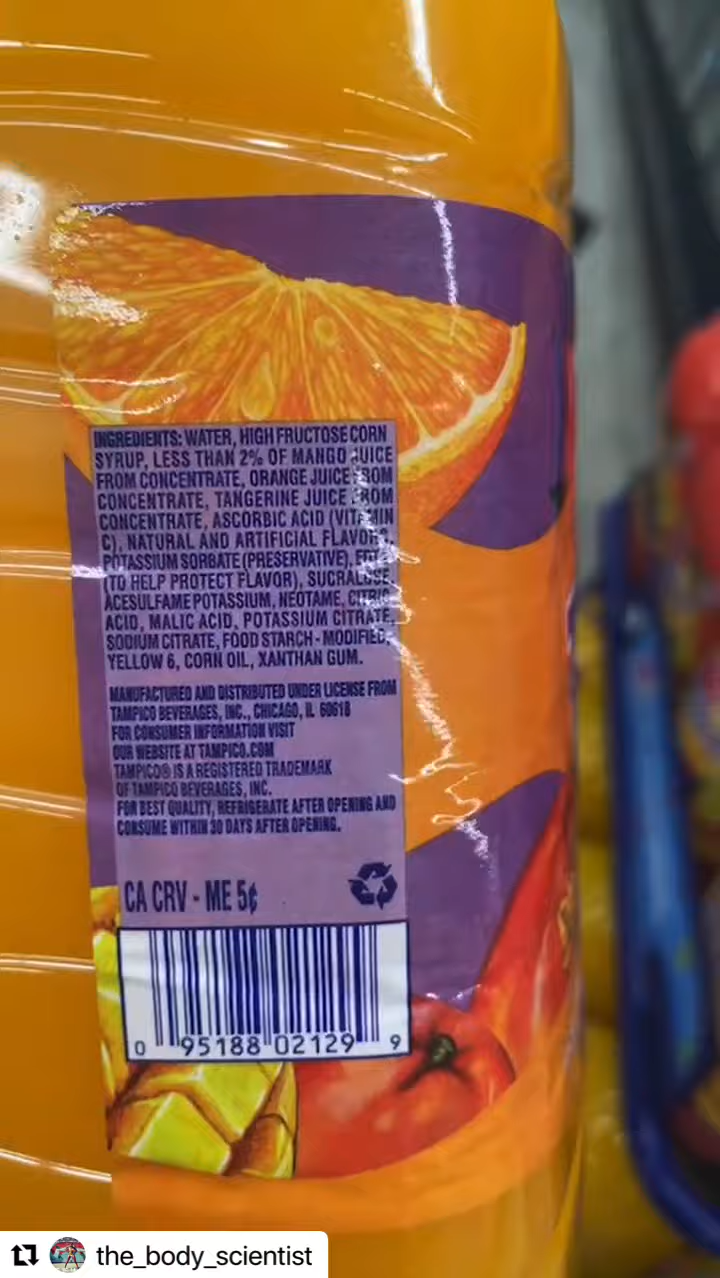 INGREDIENTS: WATER, HIGH FRUCTOSE CORN
SYRUP, LESS THAN 2% OF MANGO JUICE
FROM CONCENTRATE, ORANGE JUICE FROM
CONCENTRATE, TANGERINE JUICE FROM
CONCENTRATE, ASCORBIC ACID (VITAMIN
C), NATURAL AND ARTIFICIAL FLAVORS,
POTASSIUM SORBATE (PRESERVATIVE), EDTA
(TO HELP PROTECT FLAVOR), SUCRALOSE,
ACESULFAME POTASSIUM, NEOTAME, CITRIC
ACID, MALIC ACID, POTASSIUM CITRATE,
SODIUM CITRATE, FOOD STARCH - MODIFIED,
YELLOW 6, CORN OIL, XANTHAN GUM.
MANUFACTURED AND DISTRIBUTED UNDER LICENSE FROM
TAMPICO BEVERAGES, INC., CHICAGO, IL 60618
FOR CONSUMER INFORMATION VISIT
OUR WEBSITE AT TAMPICO.COM
TAMPICO® IS A REGISTERED TRADEMARK
OF TAMPICO BEVERAGES, INC.
FOR BEST QUALITY, REFRIGERATE AFTER OPENING AND
CONSUME WITHIN 30 DAYS AFTER OPENING.
CA CRV - ME 5¢
0 95188 02129 9
the_body_scientist